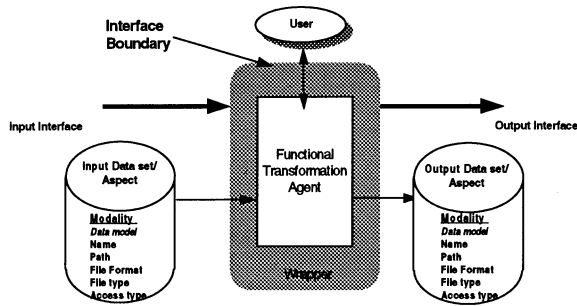 User
Interface
Boundary
Input Interface
Output Interface
Functional
Transformation
Agent
Input Data set/
Aspect
Modality
Data model
Name
Path
File Format
File type
Access type
Output Data set/
Aspect
Modality
Data model
Name
Path
File Format
File type
Access type
Wrapper